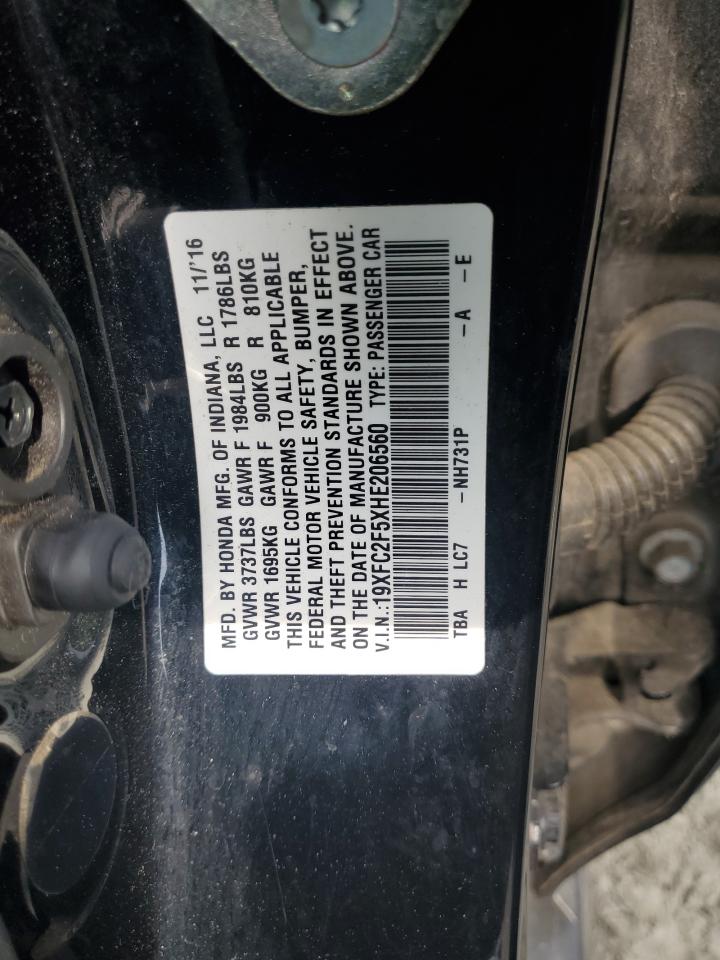 MFD. BY HONDA MFG. OF INDIANA, LLC 11/'16
GVWR 3737LBS GAWR F 1984LBS R 1786LBS
GVWR 1695KG GAWR F 900KG R 810KG
THIS VEHICLE CONFORMS TO ALL APPLICABLE
FEDERAL MOTOR VEHICLE SAFETY, BUMPER,
AND THEFT PREVENTION STANDARDS IN EFFECT
ON THE DATE OF MANUFACTURE SHOWN ABOVE.
V.I.N.:19XFC2F5XHE206560 TYPE: PASSENGER CAR
TBA H LC7 -NH731P -A -E